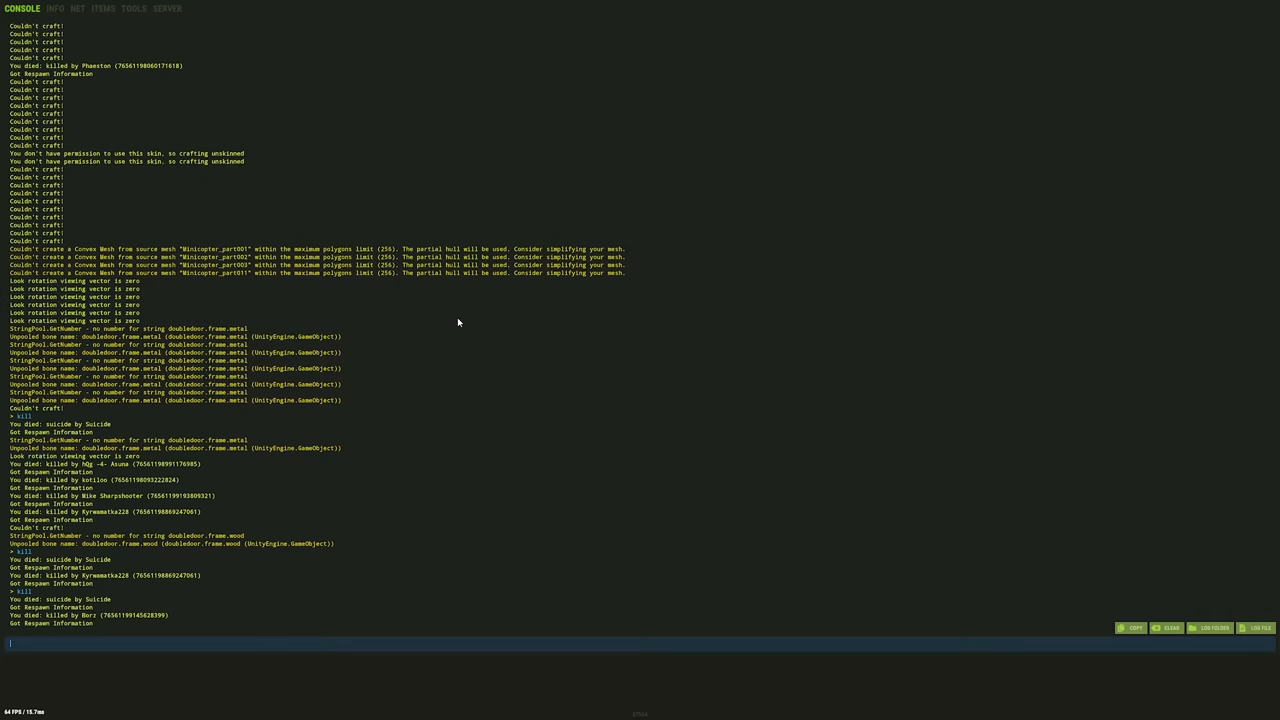 CONSOLE INFO NET ITEMS TOOLS SERVER
Couldn't craft!
Couldn't craft!
Couldn't craft!
Couldn't craft!
Couldn't craft!
You died: killed by Phaeston (76561198060171618)
Got Respawn Information
Couldn't craft!
Couldn't craft!
Couldn't craft!
Couldn't craft!
Couldn't craft!
Couldn't craft!
Couldn't craft!
Couldn't craft!
Couldn't craft!
You don't have permission to use this skin, so crafting unskinned
You don't have permission to use this skin, so crafting unskinned
Couldn't craft!
Couldn't craft!
Couldn't craft!
Couldn't craft!
Couldn't craft!
Couldn't craft!
Couldn't craft!
Couldn't craft!
Couldn't craft!
Couldn't craft!
Couldn't create a Convex Mesh from source mesh "Minicopter_part001" within the maximum polygons limit (256). The partial hull will be used. Consider simplifying your mesh.
Couldn't create a Convex Mesh from source mesh "Minicopter_part002" within the maximum polygons limit (256). The partial hull will be used. Consider simplifying your mesh.
Couldn't create a Convex Mesh from source mesh "Minicopter_part003" within the maximum polygons limit (256). The partial hull will be used. Consider simplifying your mesh.
Couldn't create a Convex Mesh from source mesh "Minicopter_part011" within the maximum polygons limit (256). The partial hull will be used. Consider simplifying your mesh.
Look rotation viewing vector is zero
Look rotation viewing vector is zero
Look rotation viewing vector is zero
Look rotation viewing vector is zero
Look rotation viewing vector is zero
Look rotation viewing vector is zero
StringPool.GetNumber - no number for string doubledoor.frame.metal
Unpooled bone name: doubledoor.frame.metal (doubledoor.frame.metal (UnityEngine.GameObject))
StringPool.GetNumber - no number for string doubledoor.frame.metal
Unpooled bone name: doubledoor.frame.metal (doubledoor.frame.metal (UnityEngine.GameObject))
StringPool.GetNumber - no number for string doubledoor.frame.metal
Unpooled bone name: doubledoor.frame.metal (doubledoor.frame.metal (UnityEngine.GameObject))
StringPool.GetNumber - no number for string doubledoor.frame.metal
Unpooled bone name: doubledoor.frame.metal (doubledoor.frame.metal (UnityEngine.GameObject))
StringPool.GetNumber - no number for string doubledoor.frame.metal
Unpooled bone name: doubledoor.frame.metal (doubledoor.frame.metal (UnityEngine.GameObject))
Couldn't craft!
> kill
You died: suicide by Suicide
Got Respawn Information
StringPool.GetNumber - no number for string doubledoor.frame.metal
Unpooled bone name: doubledoor.frame.metal (doubledoor.frame.metal (UnityEngine.GameObject))
Look rotation viewing vector is zero
You died: killed by hQg -4- Asuna (76561198991176985)
Got Respawn Information
You died: killed by kotiloo (76561198093222824)
Got Respawn Information
You died: killed by Mike Sharpshooter (76561199193809321)
Got Respawn Information
You died: killed by Kyrwamatka228 (76561198869247061)
Got Respawn Information
Couldn't craft!
StringPool.GetNumber - no number for string doubledoor.frame.wood
Unpooled bone name: doubledoor.frame.wood (doubledoor.frame.wood (UnityEngine.GameObject))
> kill
You died: suicide by Suicide
Got Respawn Information
You died: killed by Kyrwamatka228 (76561198869247061)
Got Respawn Information
> kill
You died: suicide by Suicide
Got Respawn Information
You died: killed by Borz (76561199145628399)
Got Respawn Information
COPY CLEAR LOG FOLDER LOG FILE
64 FPS / 15.7ms